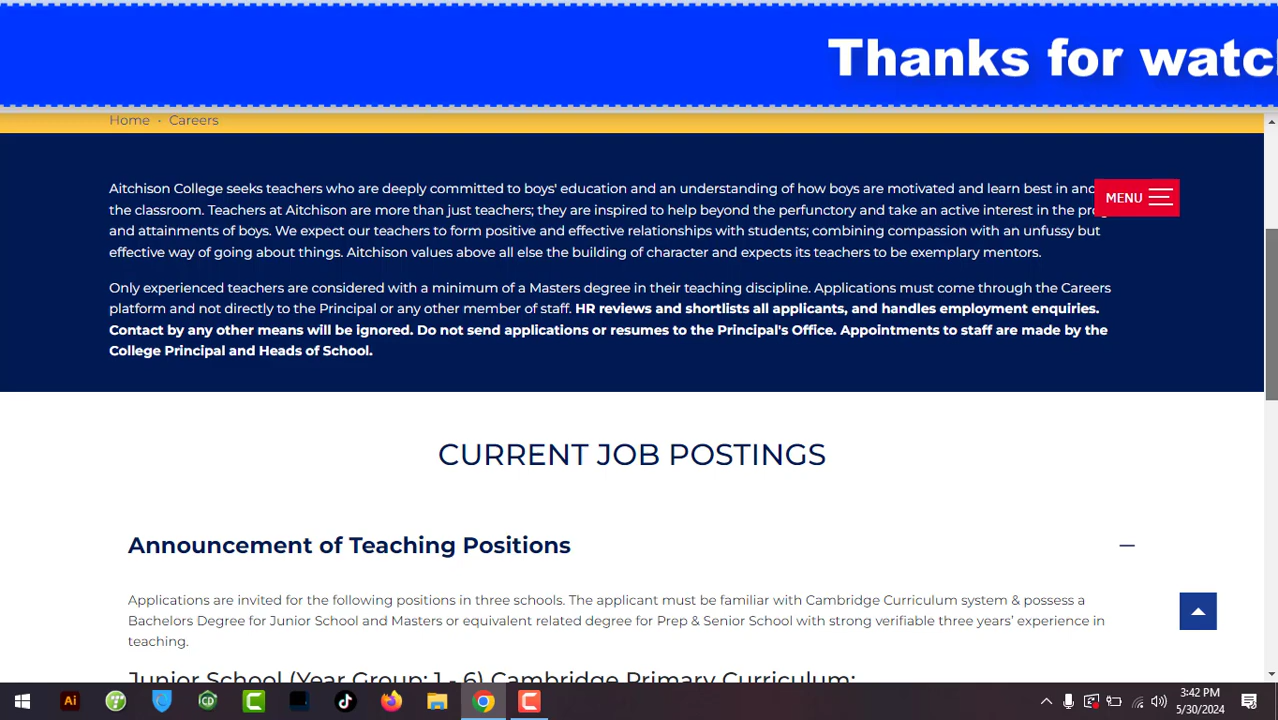 Thanks for
Home · Careers
Aitchison College seeks teachers who are deeply committed to boys' education and an understanding of how boys are motivated and learn best in
MENU
the classroom. Teachers at Aitchison are more than just teachers; they are inspired to help beyond the perfunctory and take an active interest in the
and attainments of boys. We expect our teachers to form positive and effective relationships with students; combining compassion with an unfussy but
effective way of going about things. Aitchison values above all else the building of character and expects its teachers to be exemplary mentors.
Only experienced teachers are considered with a minimum of a Masters degree in their teaching discipline. Applications must come through the Careers
platform and not directly to the Principal or any other member of staff. HR reviews and shortlists all applicants, and handles employment enquiries.
Contact by any other means will be ignored. Do not send applications or resumes to the Principal's Office. Appointments to staff are made by the
College Principal and Heads of School.
CURRENT JOB POSTINGS
Announcement of Teaching Positions
Applications are invited for the following positions in three schools. The applicant must be familiar with Cambridge Curriculum system & possess a
Bachelors Degree for Junior School and Masters or equivalent related degree for Prep & Senior School with strong verifiable three years’ experience in
teaching.
Junior School (Year Group: 1 - 6) Cambridge Primary Curriculum:
Ai
CD
C
C
3:42 PM
5/30/2024